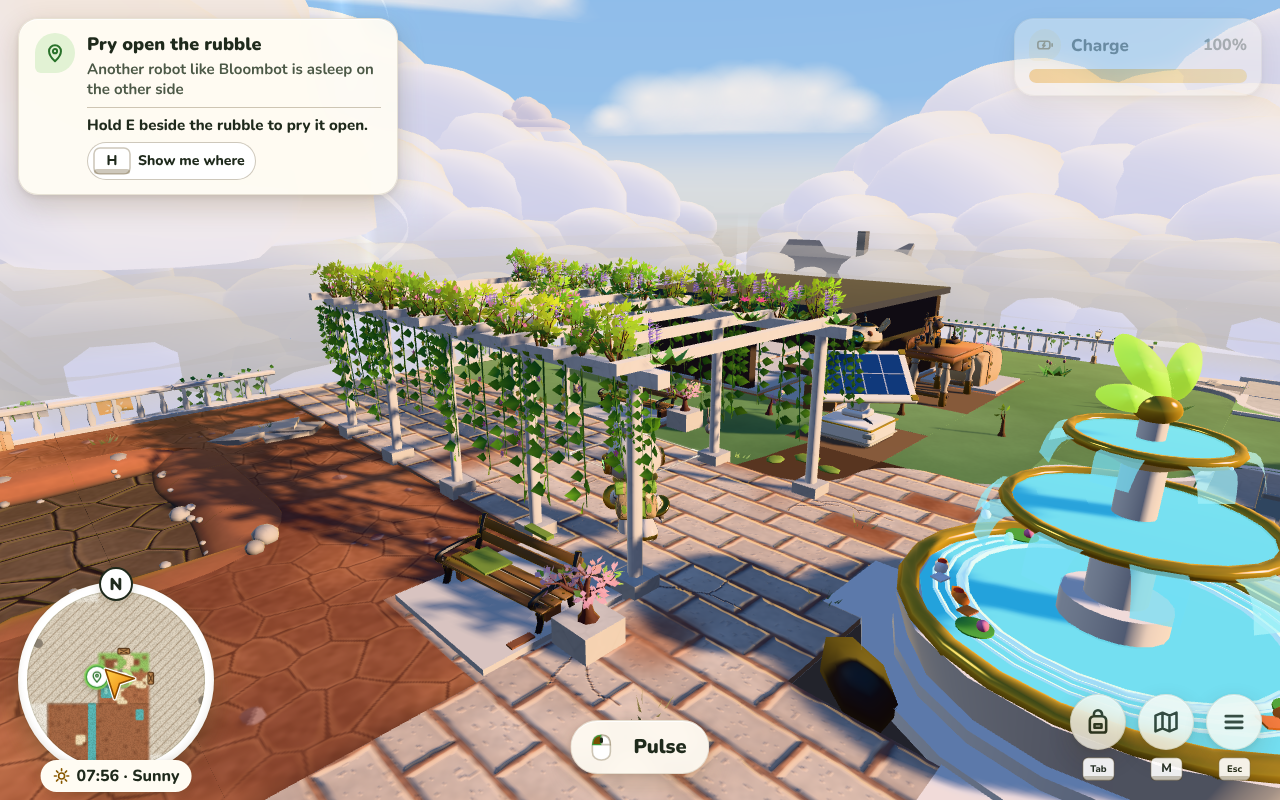 Pry open the rubble
Another robot like Bloombot is asleep on
the other side
Hold E beside the rubble to pry it open.
H Show me where
Charge 100%
N
07:56 · Sunny
Pulse
Tab
M
Esc